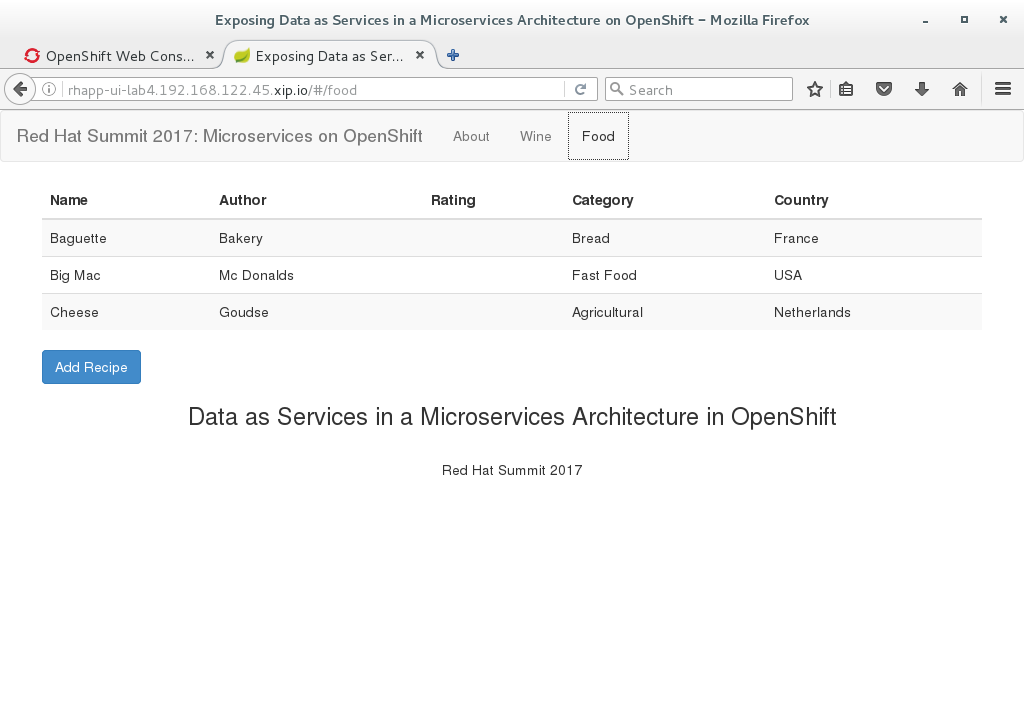 Exposing Data as Services in a Microservices Architecture on OpenShift – Mozilla Firefox
OpenShift Web Cons... Exposing Data as Ser...
rhapp-ui-lab4.192.168.122.45.xip.io/#/food Search
Red Hat Summit 2017: Microservices on OpenShift About Wine Food
Name Author Rating Category Country
Baguette Bakery Bread France
Big Mac Mc Donalds Fast Food USA
Cheese Goudse Agricultural Netherlands
Add Recipe
Data as Services in a Microservices Architecture in OpenShift
Red Hat Summit 2017